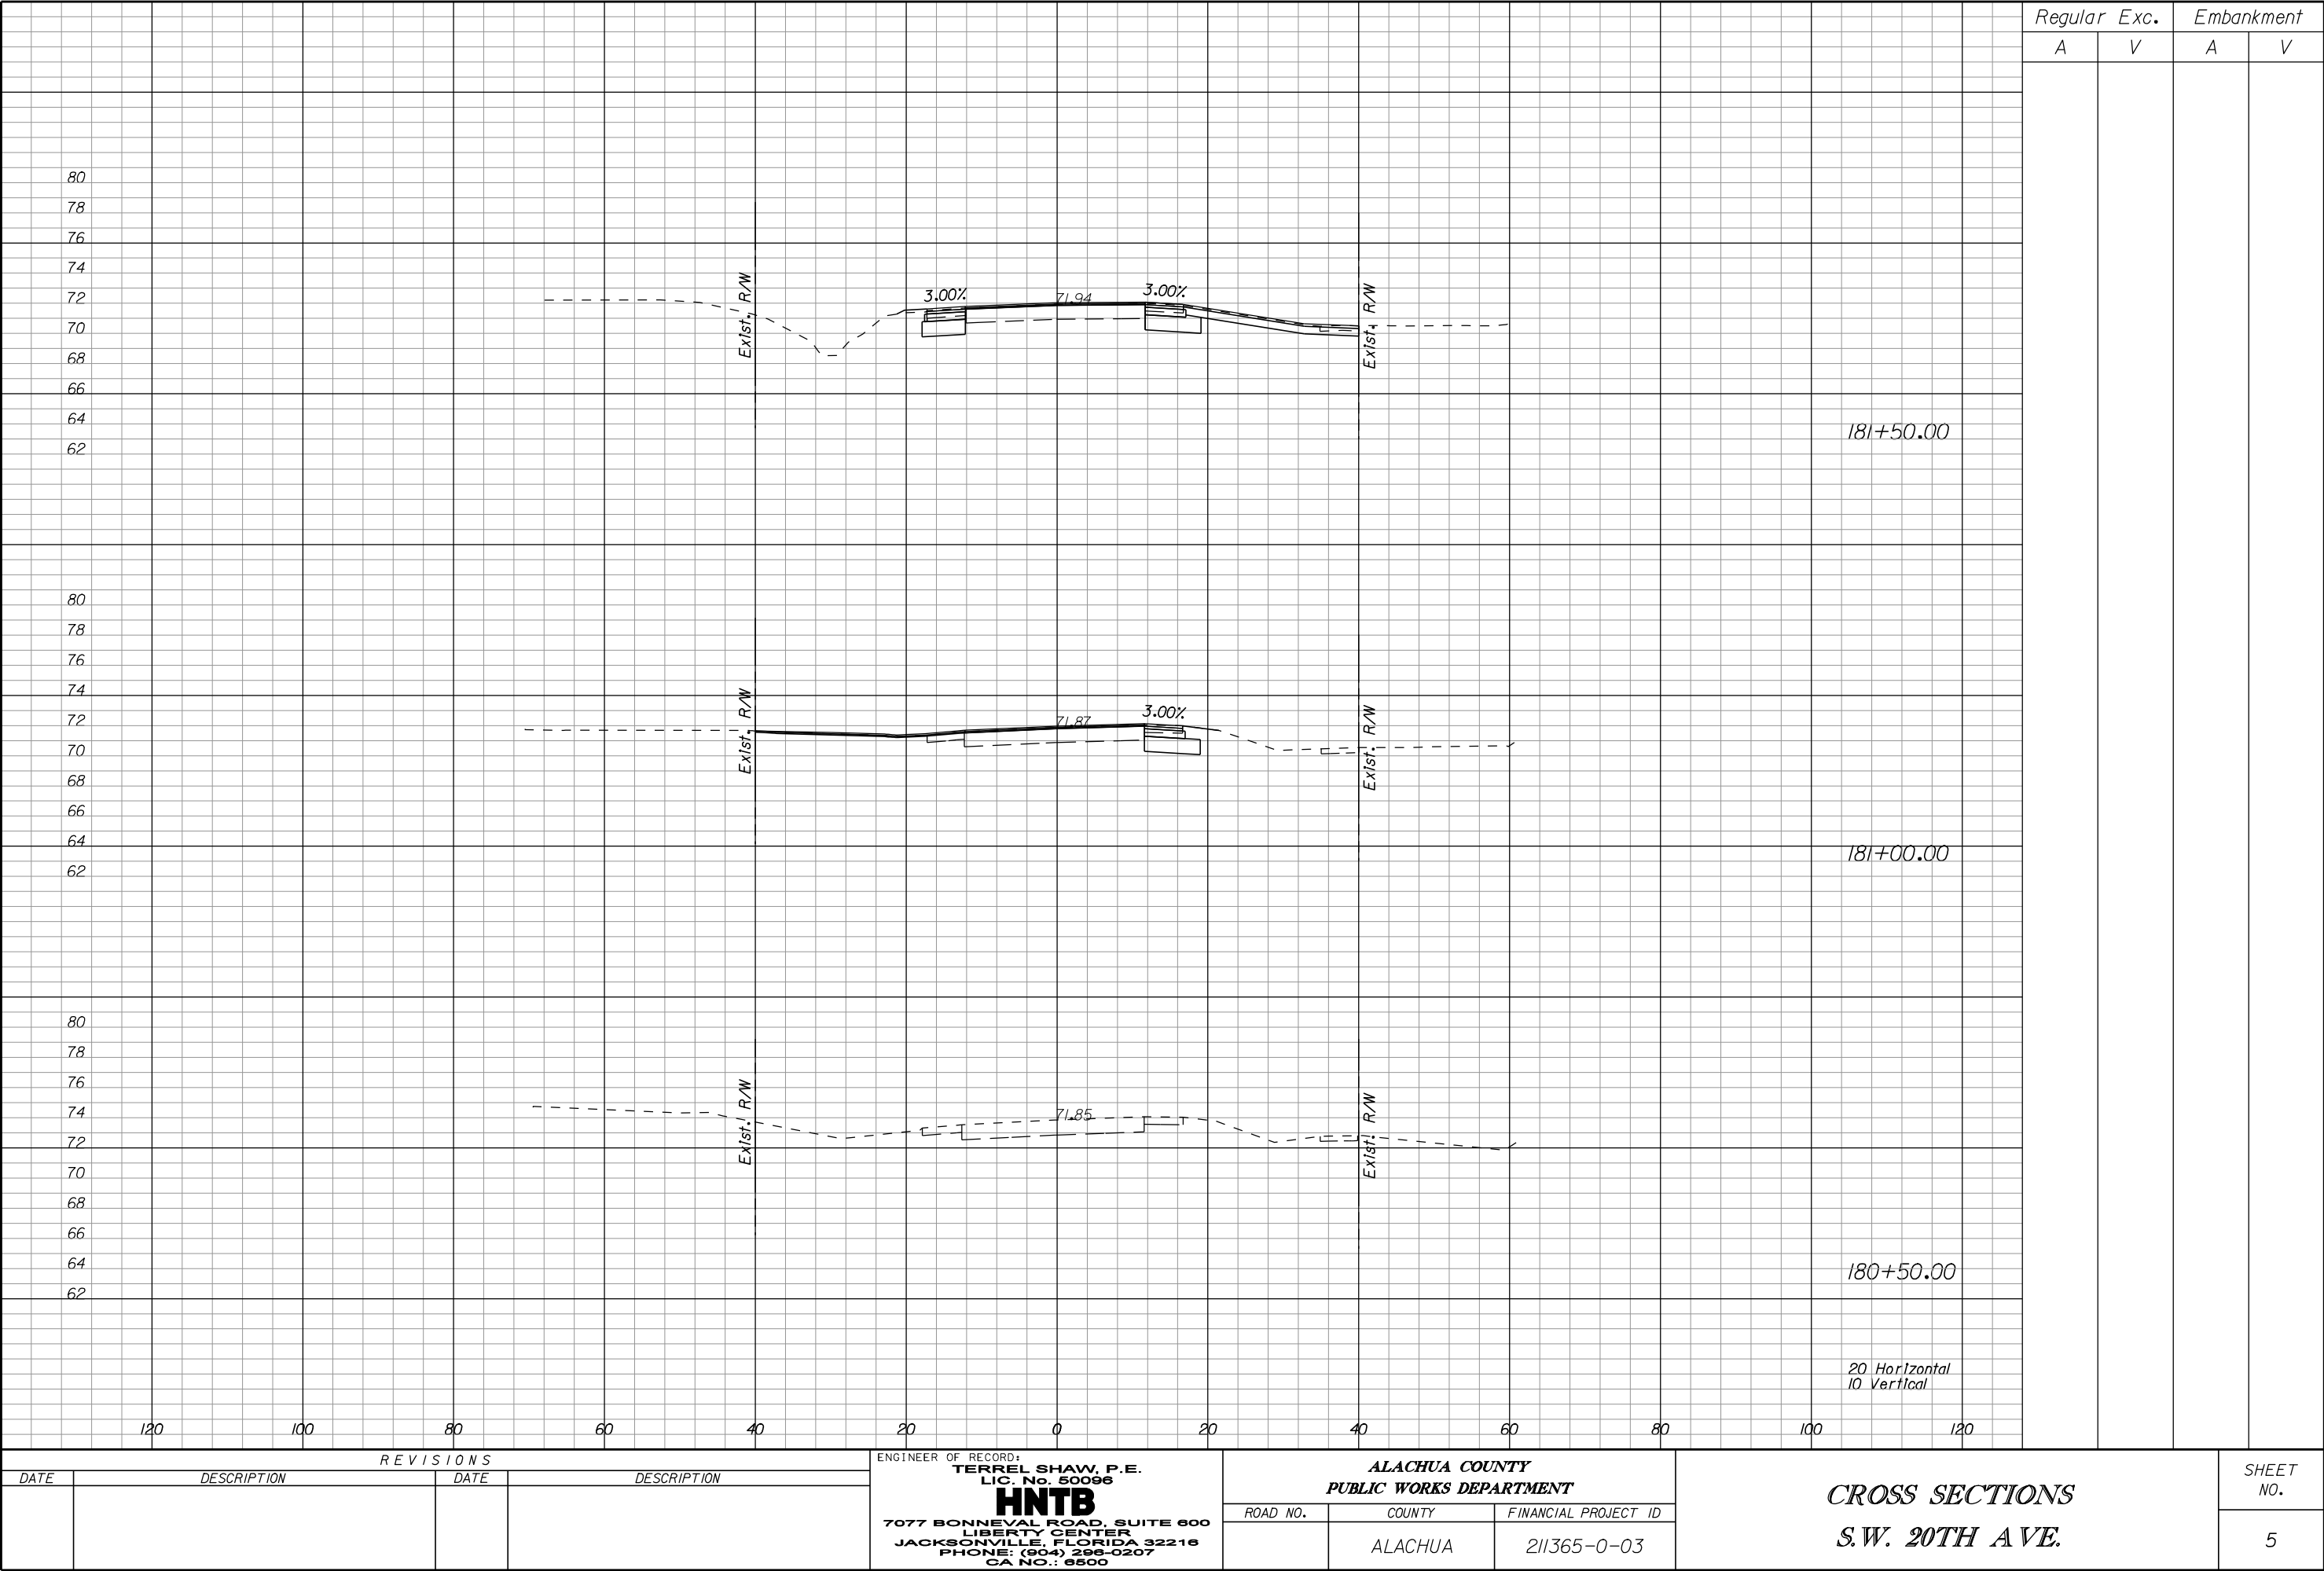 Regular Exc. Embankment
A V A V
80
78
76
74
72
70
68
66
64
62
Exist. R/W
3.00%
71.94
3.00%
Exist. R/W
181+50.00
80
78
76
74
72
70
68
66
64
62
Exist. R/W
71.87
3.00%
Exist. R/W
181+00.00
80
78
76
74
72
70
68
66
64
62
Exist. R/W
71.85
Exist. R/W
180+50.00
20 Horizontal
10 Vertical
120 100 80 60 40 20 0 20 40 60 80 100 120
REVISIONS
DATE DESCRIPTION DATE DESCRIPTION
ENGINEER OF RECORD:
TERREL SHAW, P.E.
LIC. No. 50096
HNTB
7077 BONNEVAL ROAD, SUITE 600
LIBERTY CENTER
JACKSONVILLE, FLORIDA 32216
PHONE: (904) 296-0207
CA NO.: 6500
ALACHUA COUNTY
PUBLIC WORKS DEPARTMENT
ROAD NO. COUNTY FINANCIAL PROJECT ID
ALACHUA 211365-0-03
CROSS SECTIONS
S.W. 20TH AVE.
SHEET
NO.
5